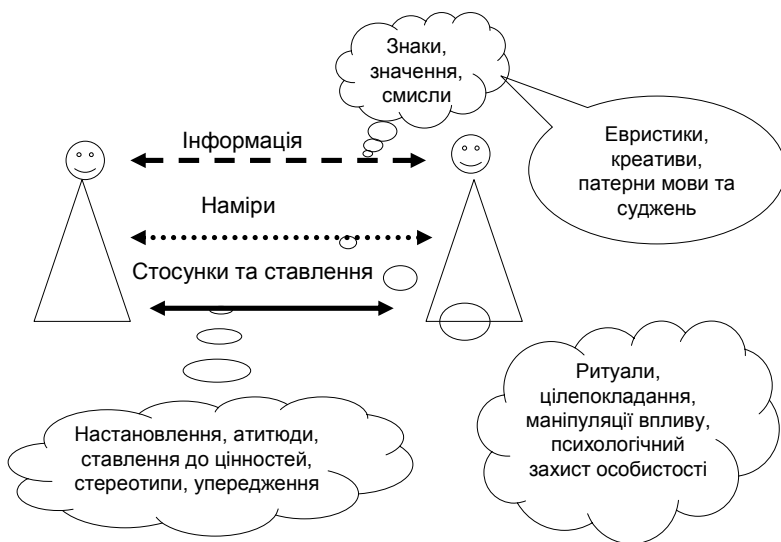 Знаки,
значення,
смисли
Інформація
Евристики,
креативи,
патерни мови та
суджень
Наміри
Стосунки та ставлення
Ритуали,
цілепокладання,
маніпуляції впливу,
психологічний
захист особистості
Настановлення, атитюди,
ставлення до цінностей,
стереотипи, упередження